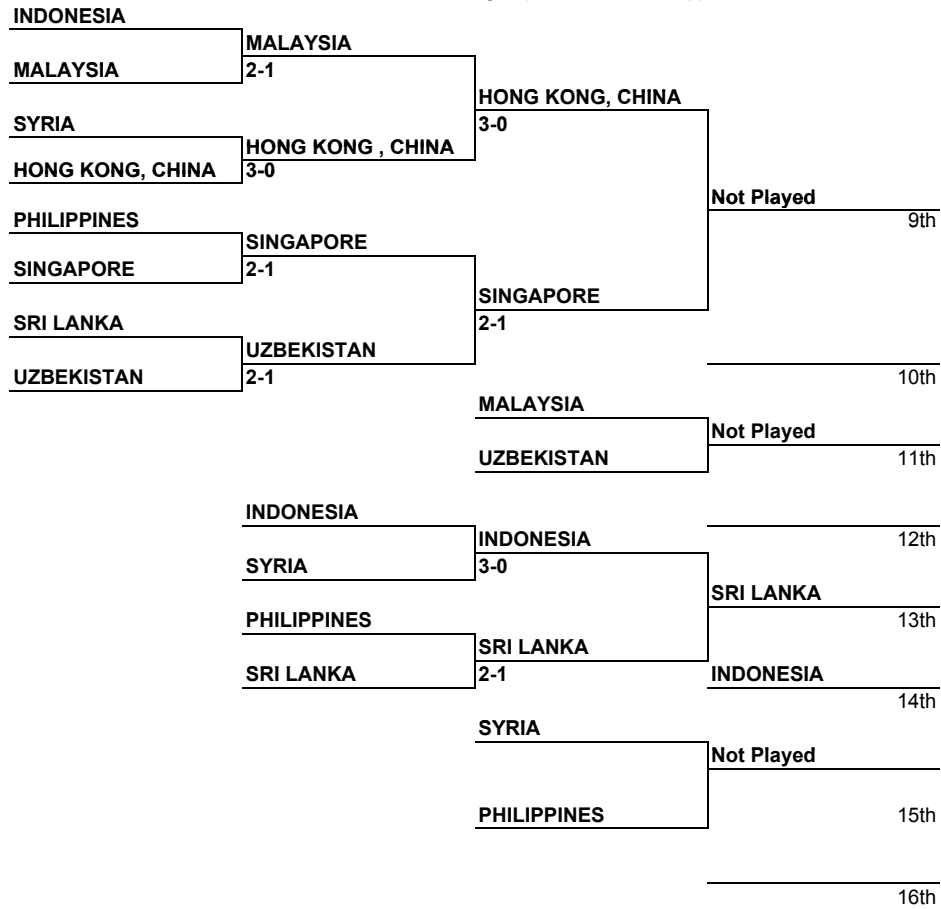 INDONESIA
MALAYSIA
MALAYSIA 2-1
HONG KONG, CHINA
SYRIA 3-0
HONG KONG , CHINA
HONG KONG, CHINA 3-0
Not Played
PHILIPPINES 9th
SINGAPORE
SINGAPORE 2-1
SINGAPORE
SRI LANKA 2-1
UZBEKISTAN
UZBEKISTAN 2-1 10th
MALAYSIA
Not Played
UZBEKISTAN 11th
INDONESIA
INDONESIA 12th
SYRIA 3-0
SRI LANKA
PHILIPPINES 13th
SRI LANKA
SRI LANKA 2-1 INDONESIA
14th
SYRIA
Not Played
PHILIPPINES 15th
16th